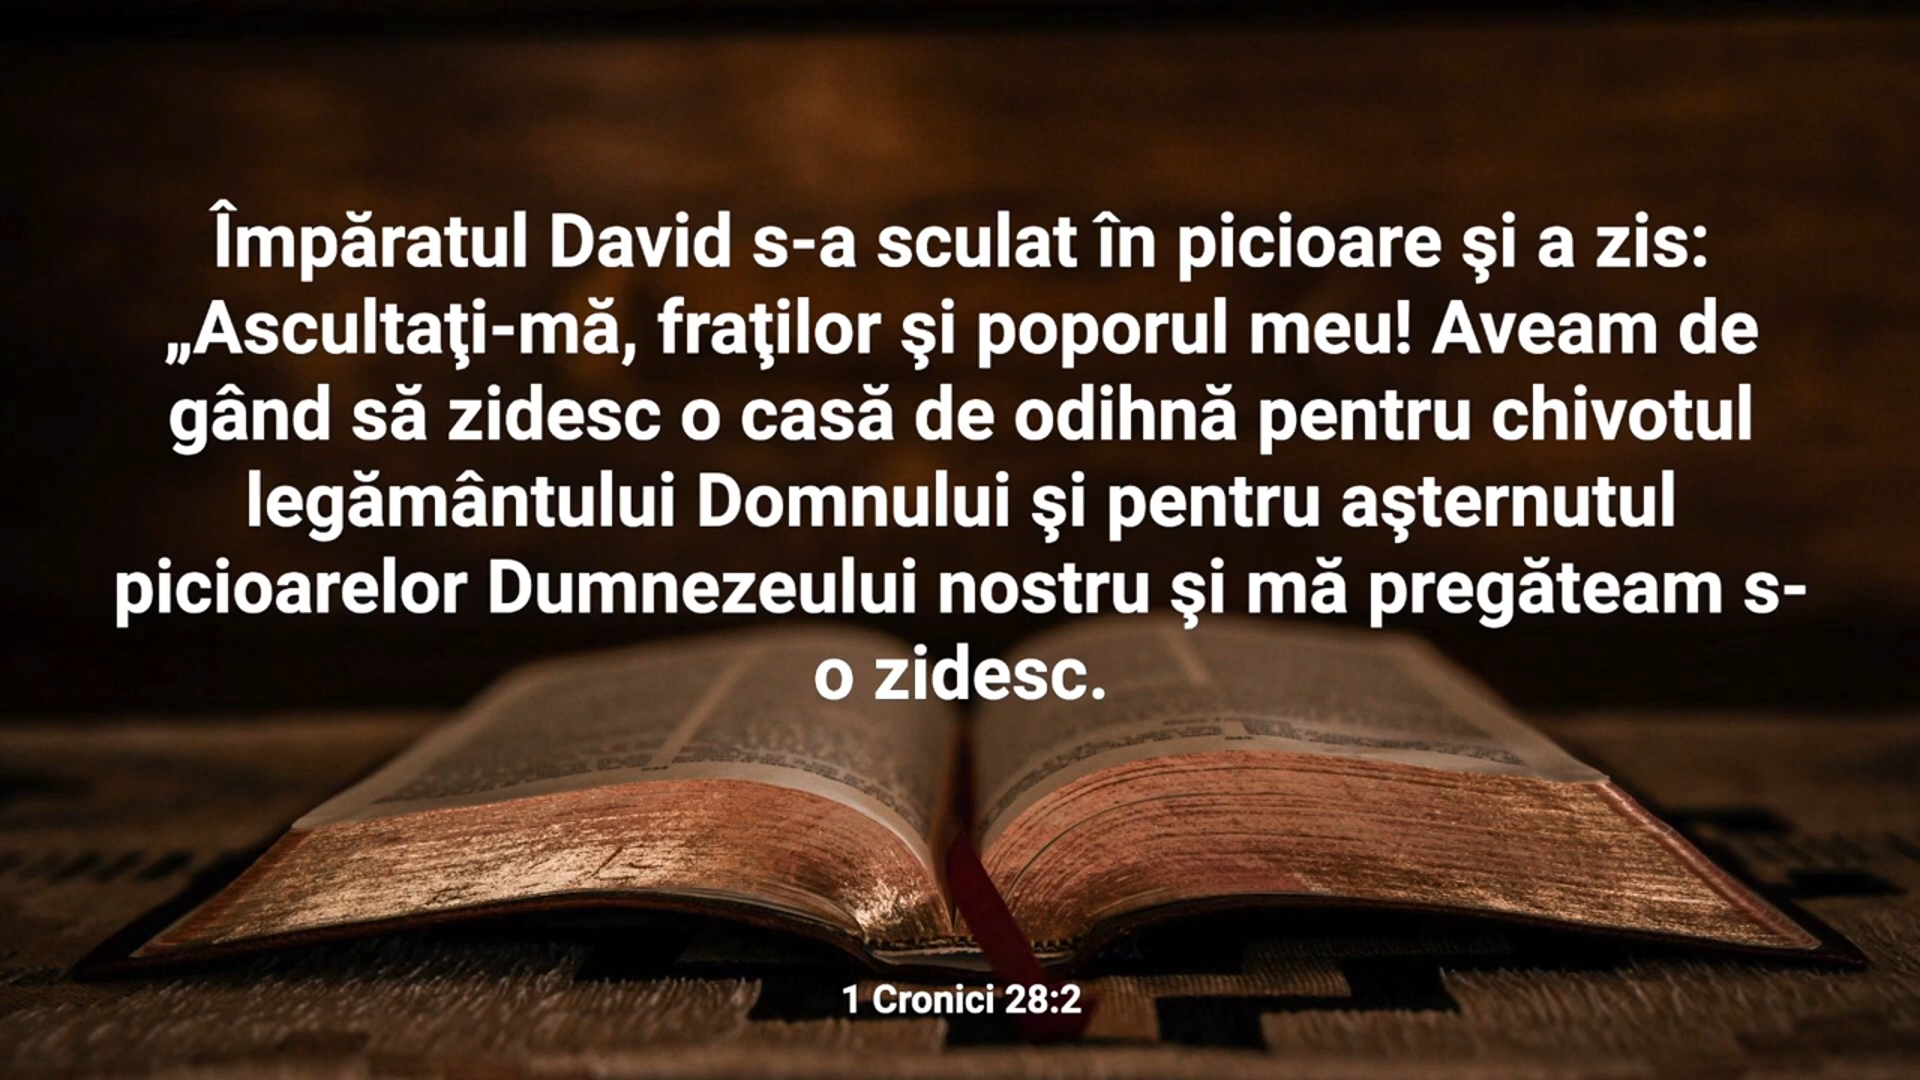 Împăratul David s-a sculat în picioare şi a zis:
„Ascultaţi-mă, fraţilor şi poporul meu! Aveam de
gând să zidesc o casă de odihnă pentru chivotul
legământului Domnului şi pentru aşternutul
picioarelor Dumnezeului nostru şi mă pregăteam s-
o zidesc.
1 Cronici 28:2